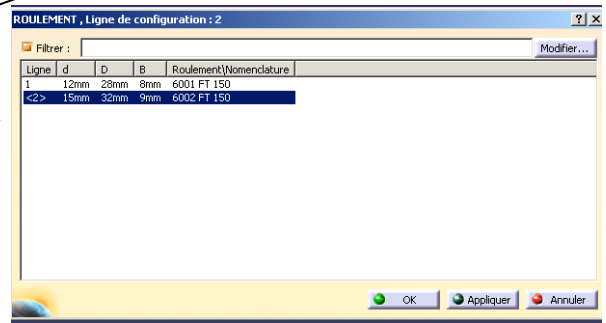 ROULEMENT , Ligne de configuration : 2
Filtrer :
Modifier...
Ligne d D B Roulement\Nomenclature
1 12mm 28mm 8mm 6001 FT 150
<2> 15mm 32mm 9mm 6002 FT 150
OK Appliquer Annuler